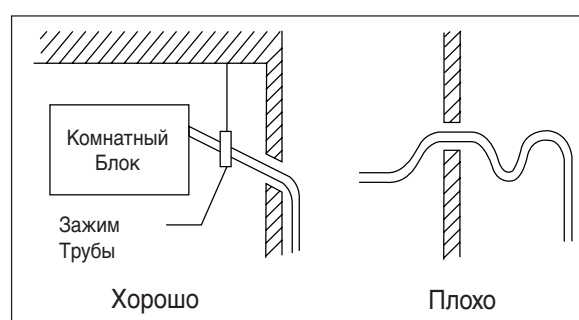 Комнатный
Блок
Зажим
Трубы
Хорошо
Плохо